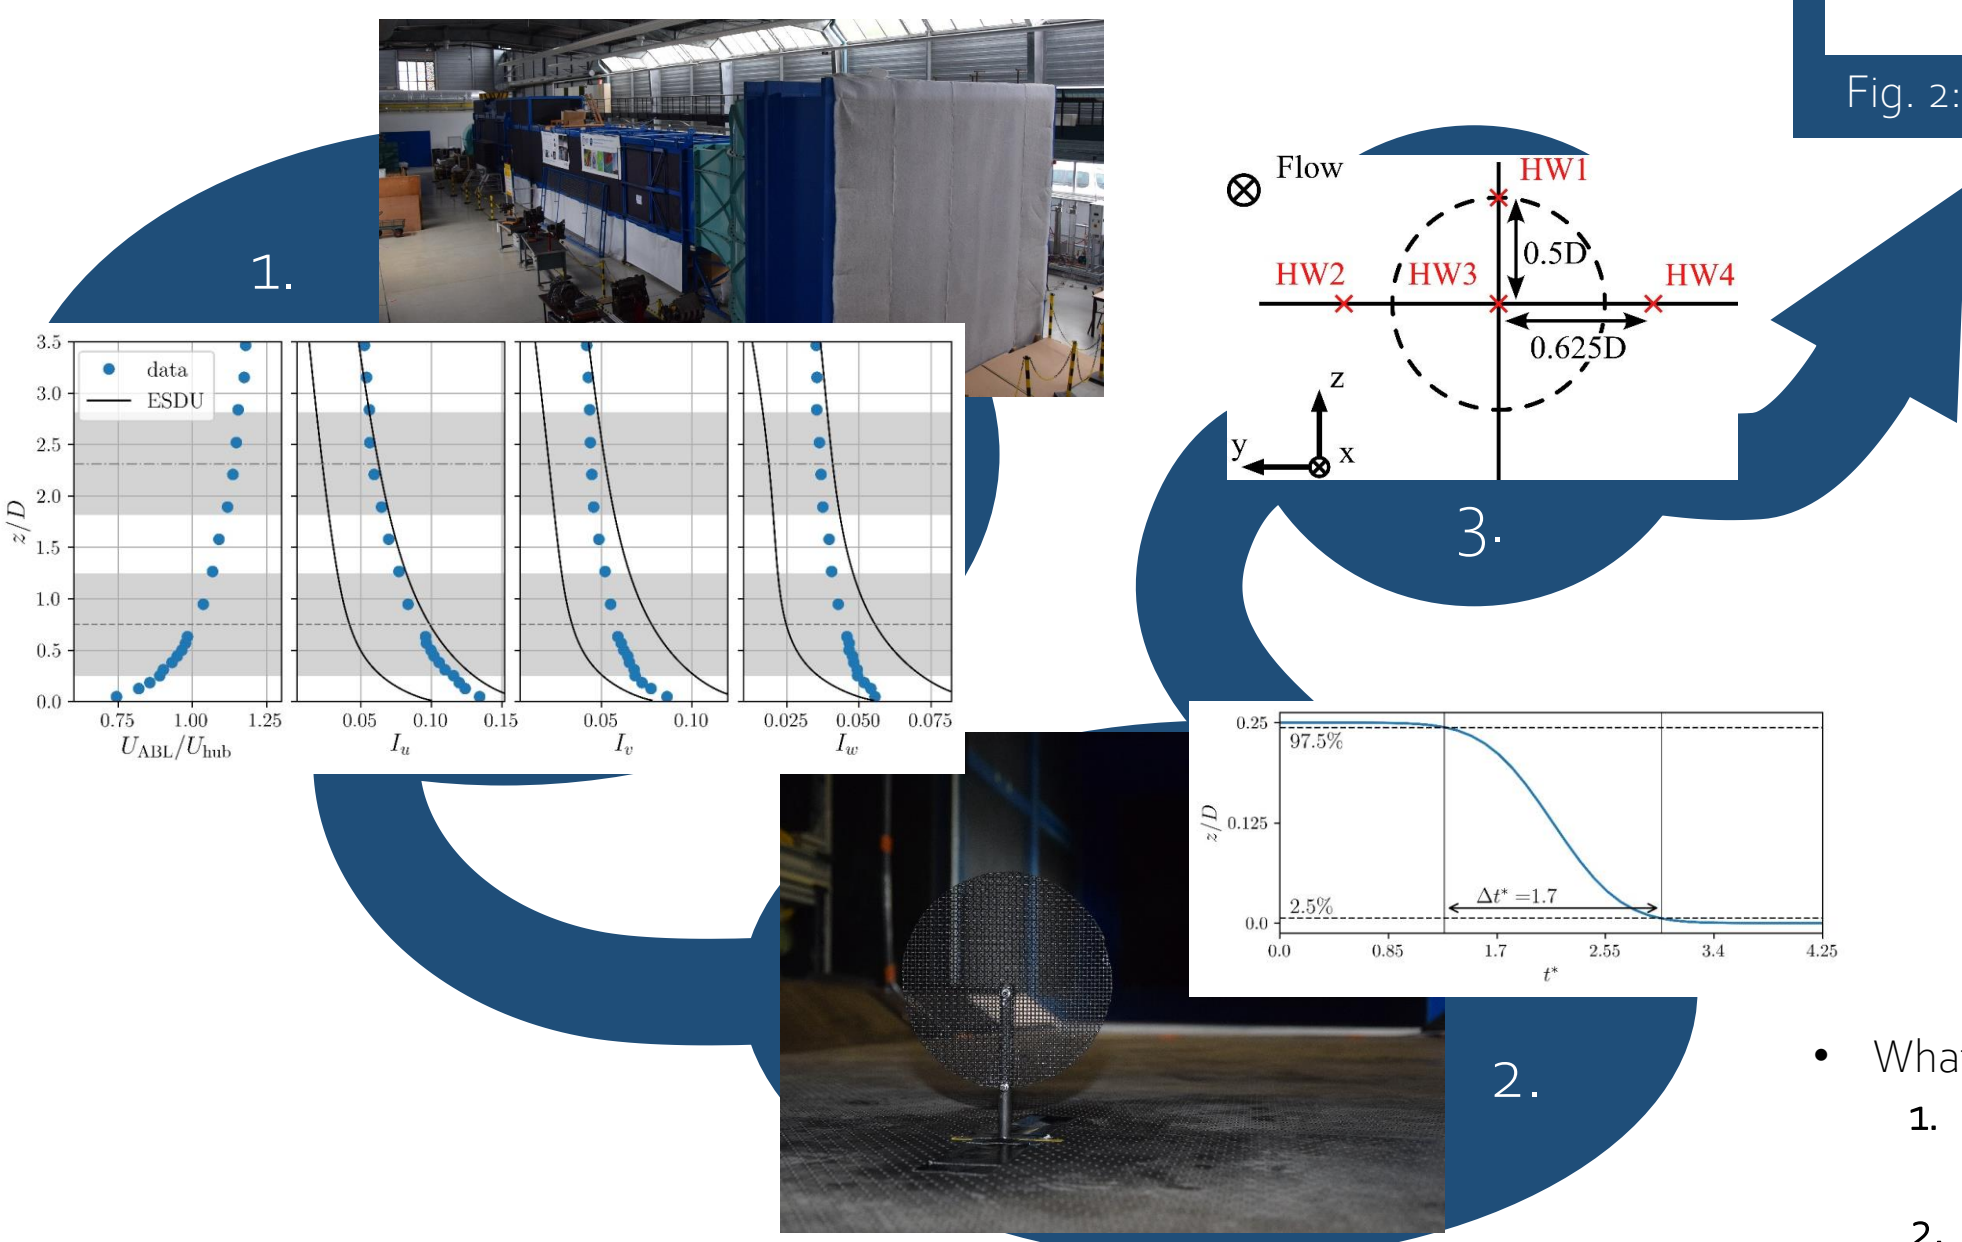 Fig. 2:
1.
Flow
HW1
0.5D
HW2
HW3
HW4
0.625D
z
y
x
3.
data
ESDU
z/D
3.5
3.0
2.5
2.0
1.5
1.0
0.5
0.0
0.75 1.00 1.25
0.05 0.10 0.15
0.05 0.10
0.025 0.050 0.075
U_ABL/U_hub
I_u
I_v
I_w
z/D
0.25
0.125
0.0
97.5%
2.5%
Δt* =1.7
0.0 0.85 1.7 2.55 3.4 4.25
t*
2.
• What
1.
2.